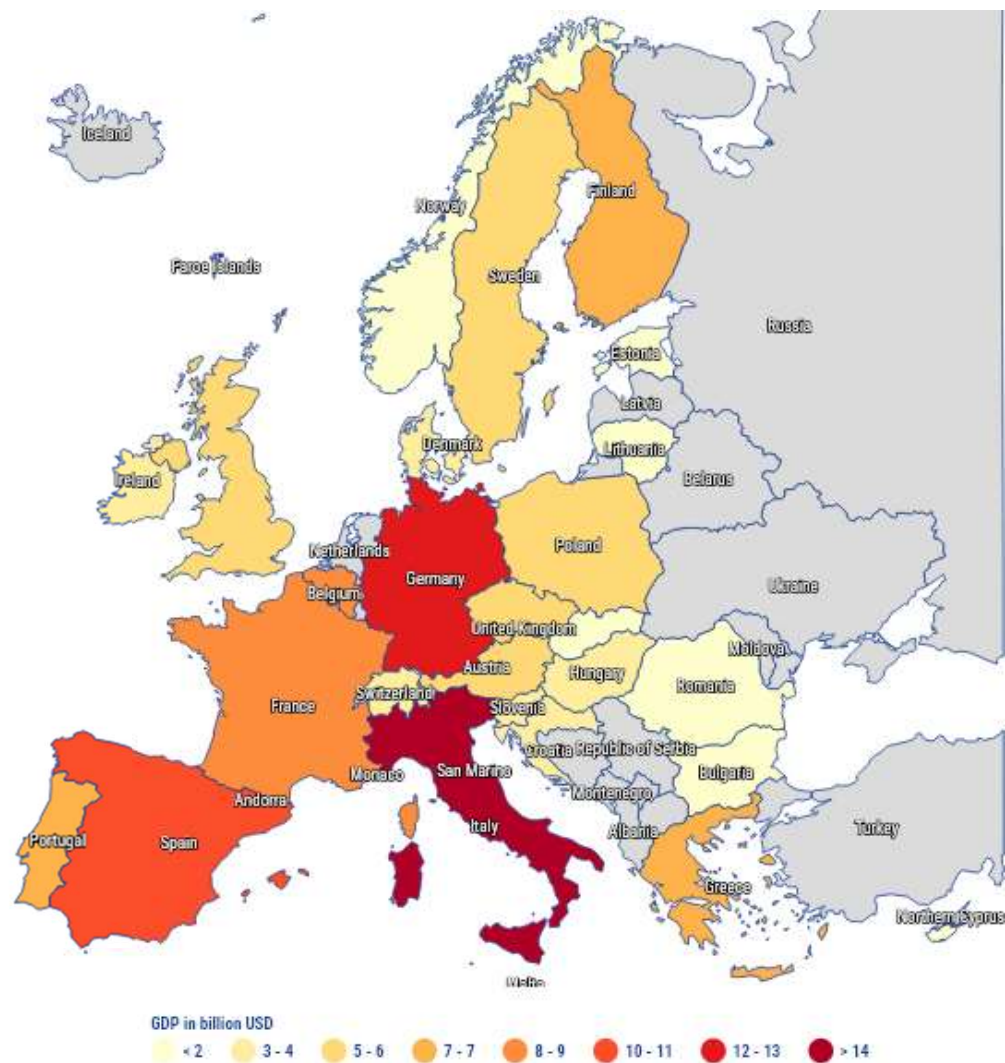 Iceland
Norway
Finland
Faroe Islands
Sweden
Russia
Estonia
Latvia
Denmark
Lithuania
Ireland
Belarus
Netherlands
Poland
Germany
Ukraine
Belgium
United Kingdom
Moldova
Austria
Hungary
Switzerland
Romania
France
Slovenia
Croatia
Republic of Serbia
Monaco
San Marino
Bulgaria
Montenegro
Andorra
Italy
Albania
Turkey
Portugal
Spain
Greece
Northern Cyprus
Malta
GDP in billion USD
< 2 3 - 4 5 - 6 7 - 7 8 - 9 10 - 11 12 - 13 > 14